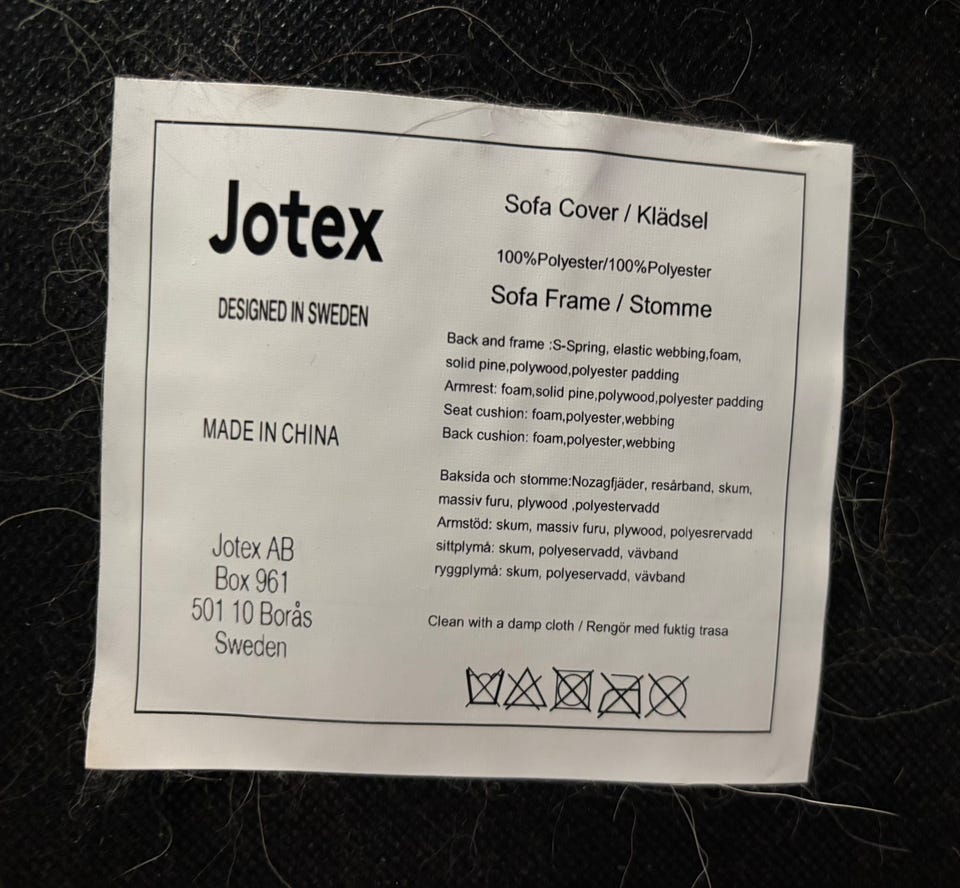 Jotex
DESIGNED IN SWEDEN
MADE IN CHINA
Jotex AB
Box 961
501 10 Borås
Sweden
Sofa Cover / Klädsel
100%Polyester/100%Polyester
Sofa Frame / Stomme
Back and frame :S-Spring, elastic webbing,foam,
solid pine,polywood,polyester padding
Armrest: foam,solid pine,polywood,polyester padding
Seat cushion: foam,polyester,webbing
Back cushion: foam,polyester,webbing
Baksida och stomme:Nozagfjäder, resårband, skum,
massiv furu, plywood ,polyestervadd
Armstöd: skum, massiv furu, plywood, polyesrervadd
sittplymå: skum, polyeservadd, vävband
ryggplymå: skum, polyeservadd, vävband
Clean with a damp cloth / Rengör med fuktig trasa